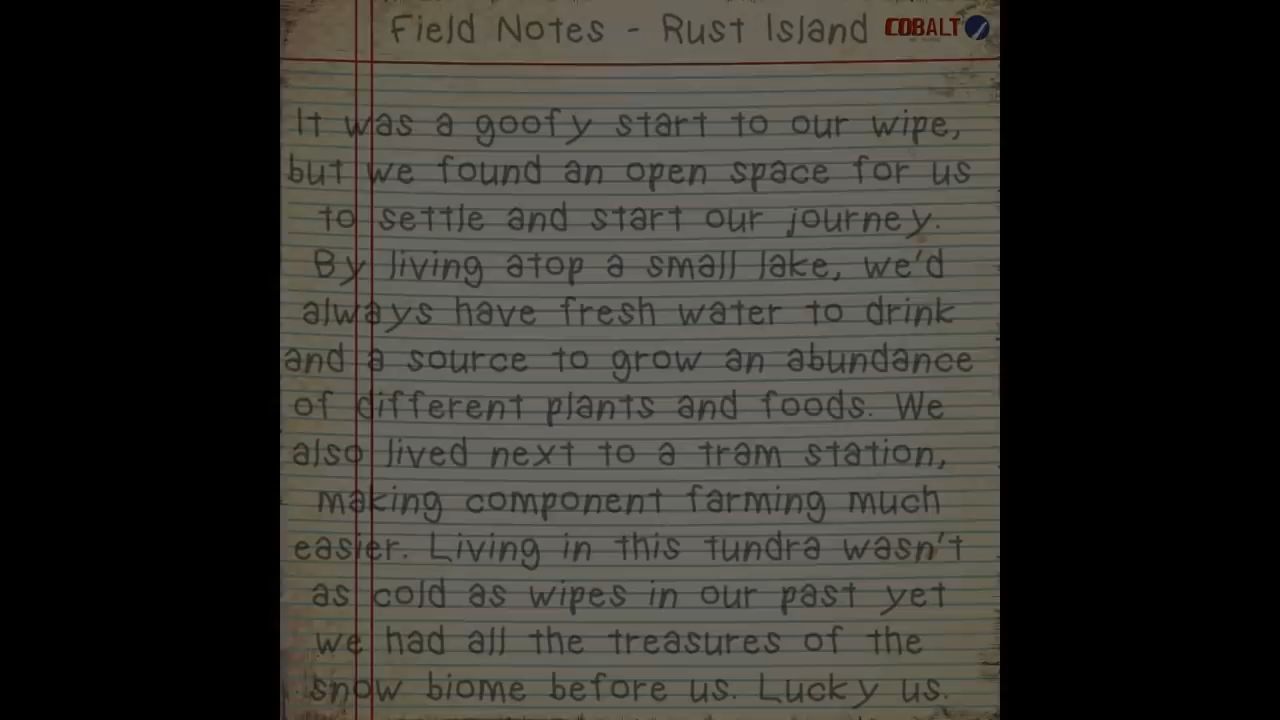 Field Notes - Rust Island COBALT
It was a goofy start to our wipe,
but we found an open space for us
to settle and start our journey.
By living atop a small lake, we'd
always have fresh water to drink
and a source to grow an abundance
of different plants and foods. We
also lived next to a tram station,
making component farming much
easier. Living in this tundra wasn't
as cold as wipes in our past yet
we had all the treasures of the
snow biome before us. Lucky us.